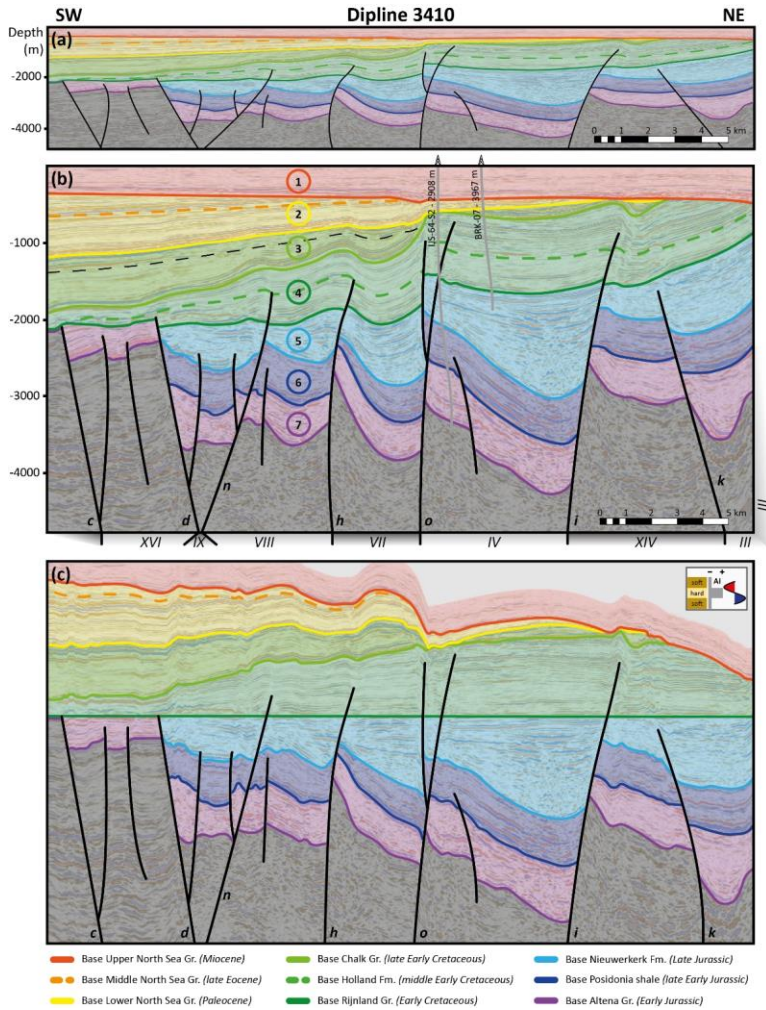 SW Dipline 3410 NE
Depth
(m)
(a)
-2000
-4000
0 1 2 3 4 5 km
(b)
1
2
3
4
5
6
7
IJS-64-S2 - 2908 m
BRK-07 - 3967 m
-1000
-2000
-3000
-4000
0 1 2 3 4 5 km
c d n h o i k
XVI IX VIII VII IV XIV III
(c)
- +
AI
soft
hard
soft
c d n h o i k
Base Upper North Sea Gr. (Miocene)
Base Middle North Sea Gr. (late Eocene)
Base Lower North Sea Gr. (Paleocene)
Base Chalk Gr. (late Early Cretaceous)
Base Holland Fm. (middle Early Cretaceous)
Base Rijnland Gr. (Early Cretaceous)
Base Nieuwerkerk Fm. (Late Jurassic)
Base Posidonia shale (late Early Jurassic)
Base Altena Gr. (Early Jurassic)